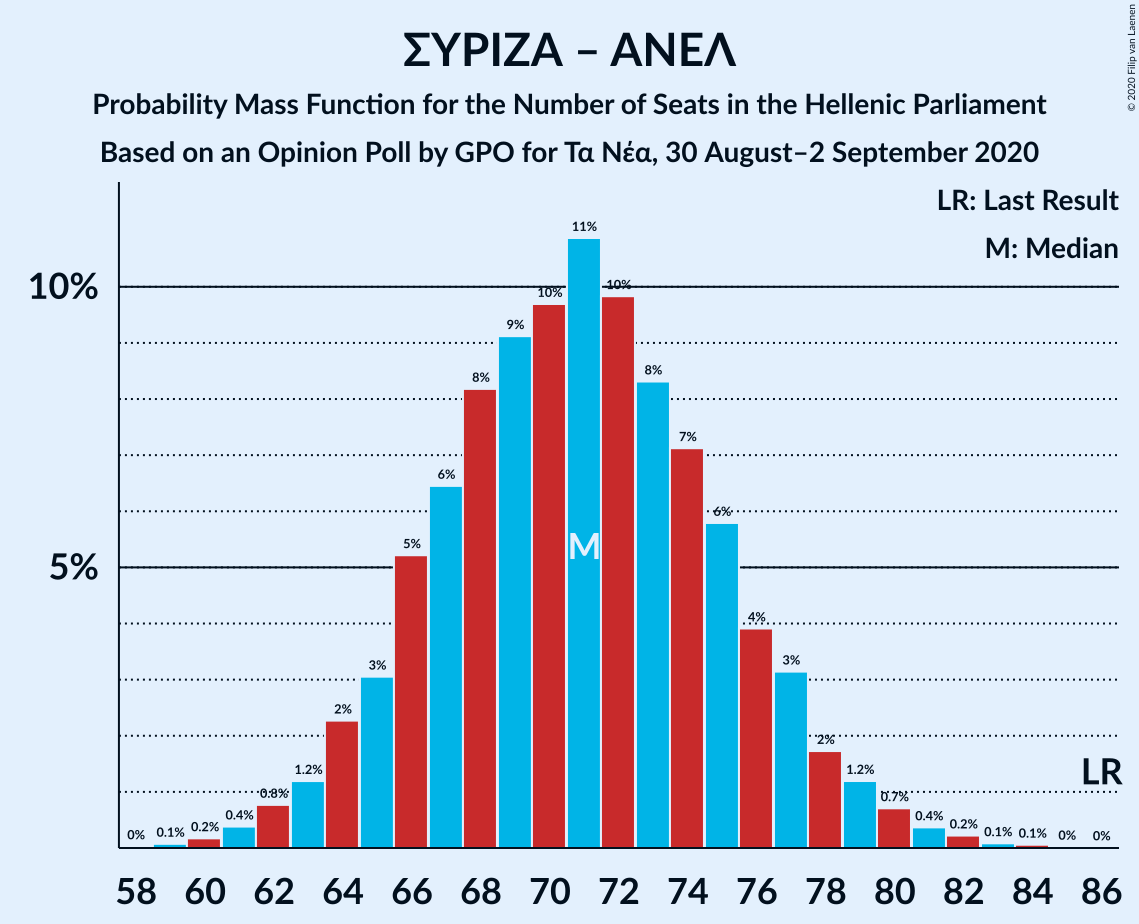 ΣΥΡΙΖΑ – ΑΝΕΛ
Probability Mass Function for the Number of Seats in the Hellenic Parliament
Based on an Opinion Poll by GPO for Τα Νέα, 30 August–2 September 2020
© 2020 Filip van Laenen
LR: Last Result
M: Median
10%
5%
0% 0.1% 0.2% 0.4% 0.8% 1.2% 2% 3% 5% 6% 8% 9% 10% 11% 10% 8% 7% 6% 4% 3% 2% 1.2% 0.7% 0.4% 0.2% 0.1% 0.1% 0% 0%
M
LR
58 60 62 64 66 68 70 72 74 76 78 80 82 84 86